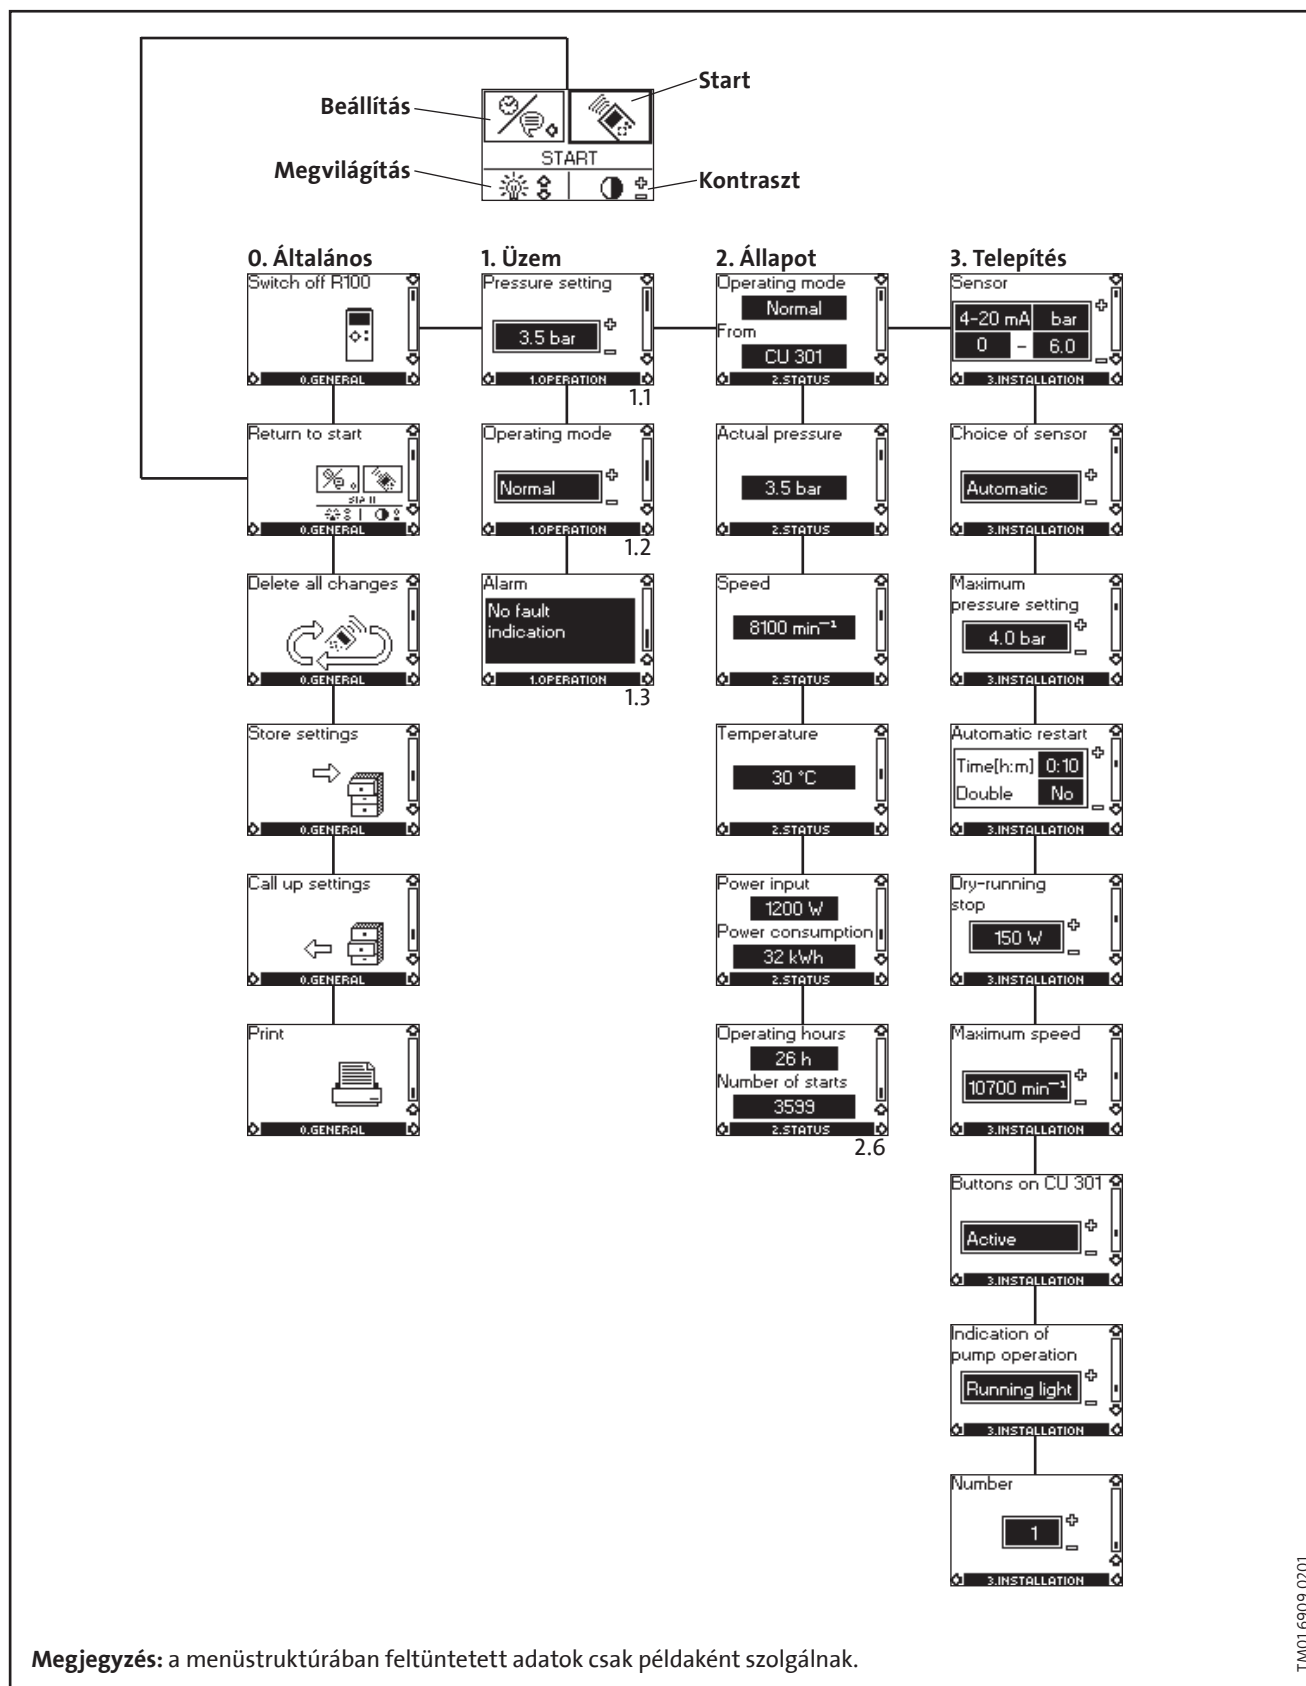 Start
Beállítás
START
Megvilágítás
Kontraszt
0. Általános
Switch off R100
0.GENERAL
Return to start
START
0.GENERAL
Delete all changes
0.GENERAL
Store settings
0.GENERAL
Call up settings
0.GENERAL
Print
0.GENERAL
1. Üzem
Pressure setting
3.5 bar
1.OPERATION
1.1
Operating mode
Normal
1.OPERATION
1.2
Alarm
No fault
indication
1.OPERATION
1.3
2. Állapot
Operating mode
Normal
From
CU 301
2.STATUS
Actual pressure
3.5 bar
2.STATUS
Speed
8100 min⁻¹
2.STATUS
Temperature
30 °C
2.STATUS
Power input
1200 W
Power consumption
32 kWh
2.STATUS
Operating hours
26 h
Number of starts
3599
2.STATUS
2.6
3. Telepítés
Sensor
4-20 mA bar
0 - 6.0
3.INSTALLATION
Choice of sensor
Automatic
3.INSTALLATION
Maximum
pressure setting
4.0 bar
3.INSTALLATION
Automatic restart
Time[h:m] 0:10
Double No
3.INSTALLATION
Dry-running
stop
150 W
3.INSTALLATION
Maximum speed
10700 min⁻¹
3.INSTALLATION
Buttons on CU 301
Active
3.INSTALLATION
Indication of
pump operation
Running light
3.INSTALLATION
Number
1
3.INSTALLATION
Megjegyzés: a menüstruktúrában feltüntetett adatok csak példaként szolgálnak.
TM01 6909 0201